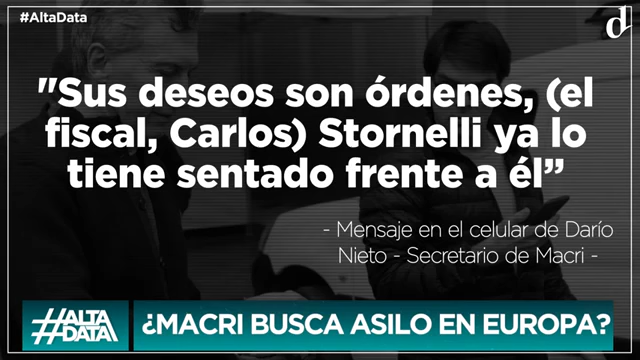 #AltaData
d
"Sus deseos son órdenes, (el
fiscal, Carlos) Stornelli ya lo
tiene sentado frente a él”
- Mensaje en el celular de Darío
Nieto - Secretario de Macri -
#ALTA
DATA
¿MACRI BUSCA ASILO EN EUROPA?